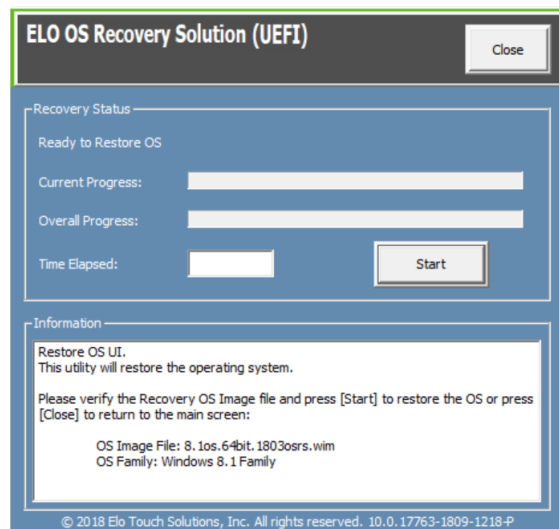 ELO OS Recovery Solution (UEFI)
Close
Recovery Status
Ready to Restore OS
Current Progress:
Overall Progress:
Time Elapsed:
Start
Information
Restore OS UI.
This utility will restore the operating system.
Please verify the Recovery OS Image file and press [Start] to restore the OS or press
[Close] to return to the main screen:
OS Image File: 8.1os.64bit.1803osrs.wim
OS Family: Windows 8.1 Family
© 2018 Elo Touch Solutions, Inc. All rights reserved. 10.0.17763-1809-1218-P